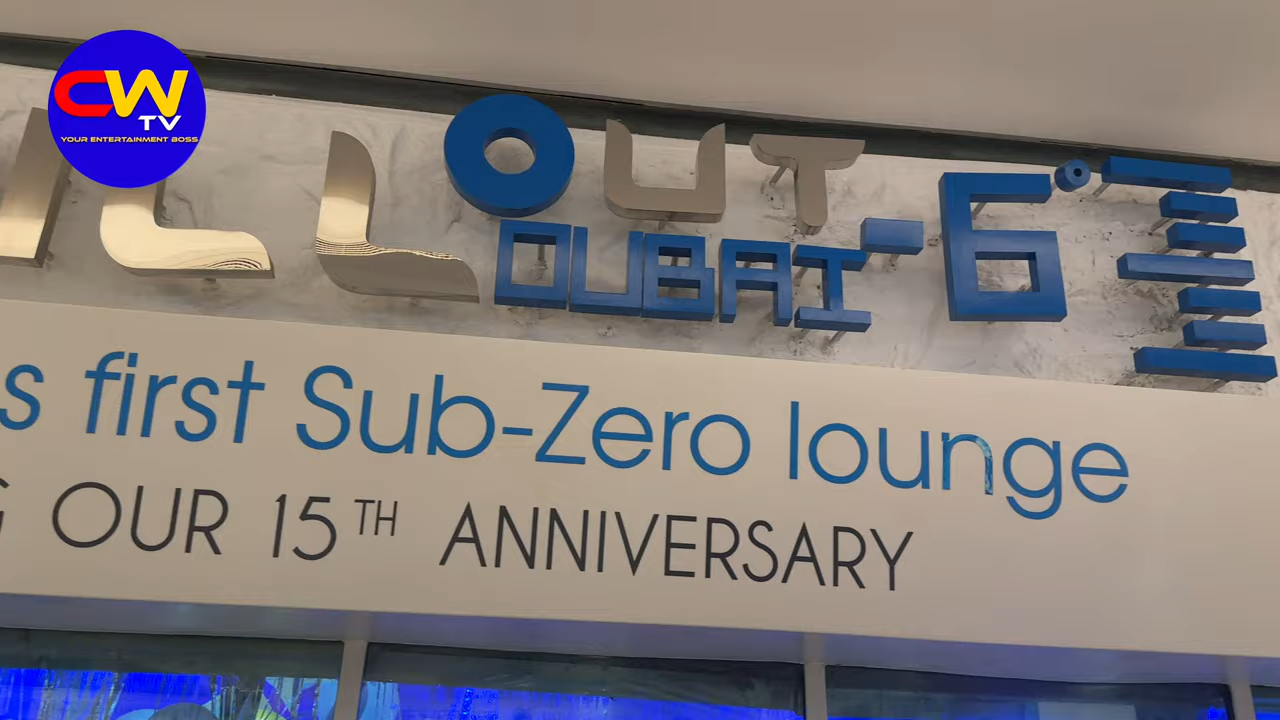 CW
TV
YOUR ENTERTAINMENT BOSS
LL OUT
DUBAI -6°
s first Sub-Zero lounge
G OUR 15TH ANNIVERSARY